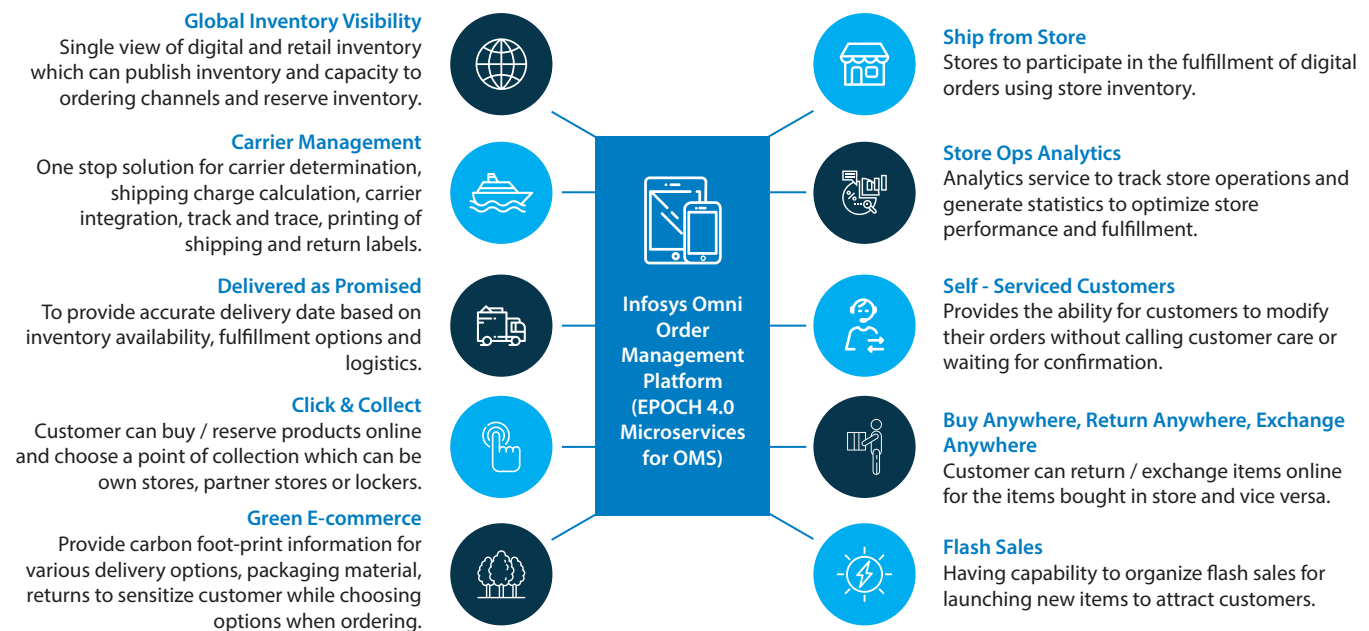 Global Inventory Visibility
Single view of digital and retail inventory
which can publish inventory and capacity to
ordering channels and reserve inventory.
Carrier Management
One stop solution for carrier determination,
shipping charge calculation, carrier
integration, track and trace, printing of
shipping and return labels.
Delivered as Promised
To provide accurate delivery date based on
inventory availability, fulfillment options and
logistics.
Click & Collect
Customer can buy / reserve products online
and choose a point of collection which can be
own stores, partner stores or lockers.
Green E-commerce
Provide carbon foot-print information for
various delivery options, packaging material,
returns to sensitize customer while choosing
options when ordering.
Infosys Omni
Order
Management
Platform
(EPOCH 4.0
Microservices
for OMS)
Ship from Store
Stores to participate in the fulfillment of digital
orders using store inventory.
Store Ops Analytics
Analytics service to track store operations and
generate statistics to optimize store
performance and fulfillment.
Self - Serviced Customers
Provides the ability for customers to modify
their orders without calling customer care or
waiting for confirmation.
Buy Anywhere, Return Anywhere, Exchange
Anywhere
Customer can return / exchange items online
for the items bought in store and vice versa.
Flash Sales
Having capability to organize flash sales for
launching new items to attract customers.